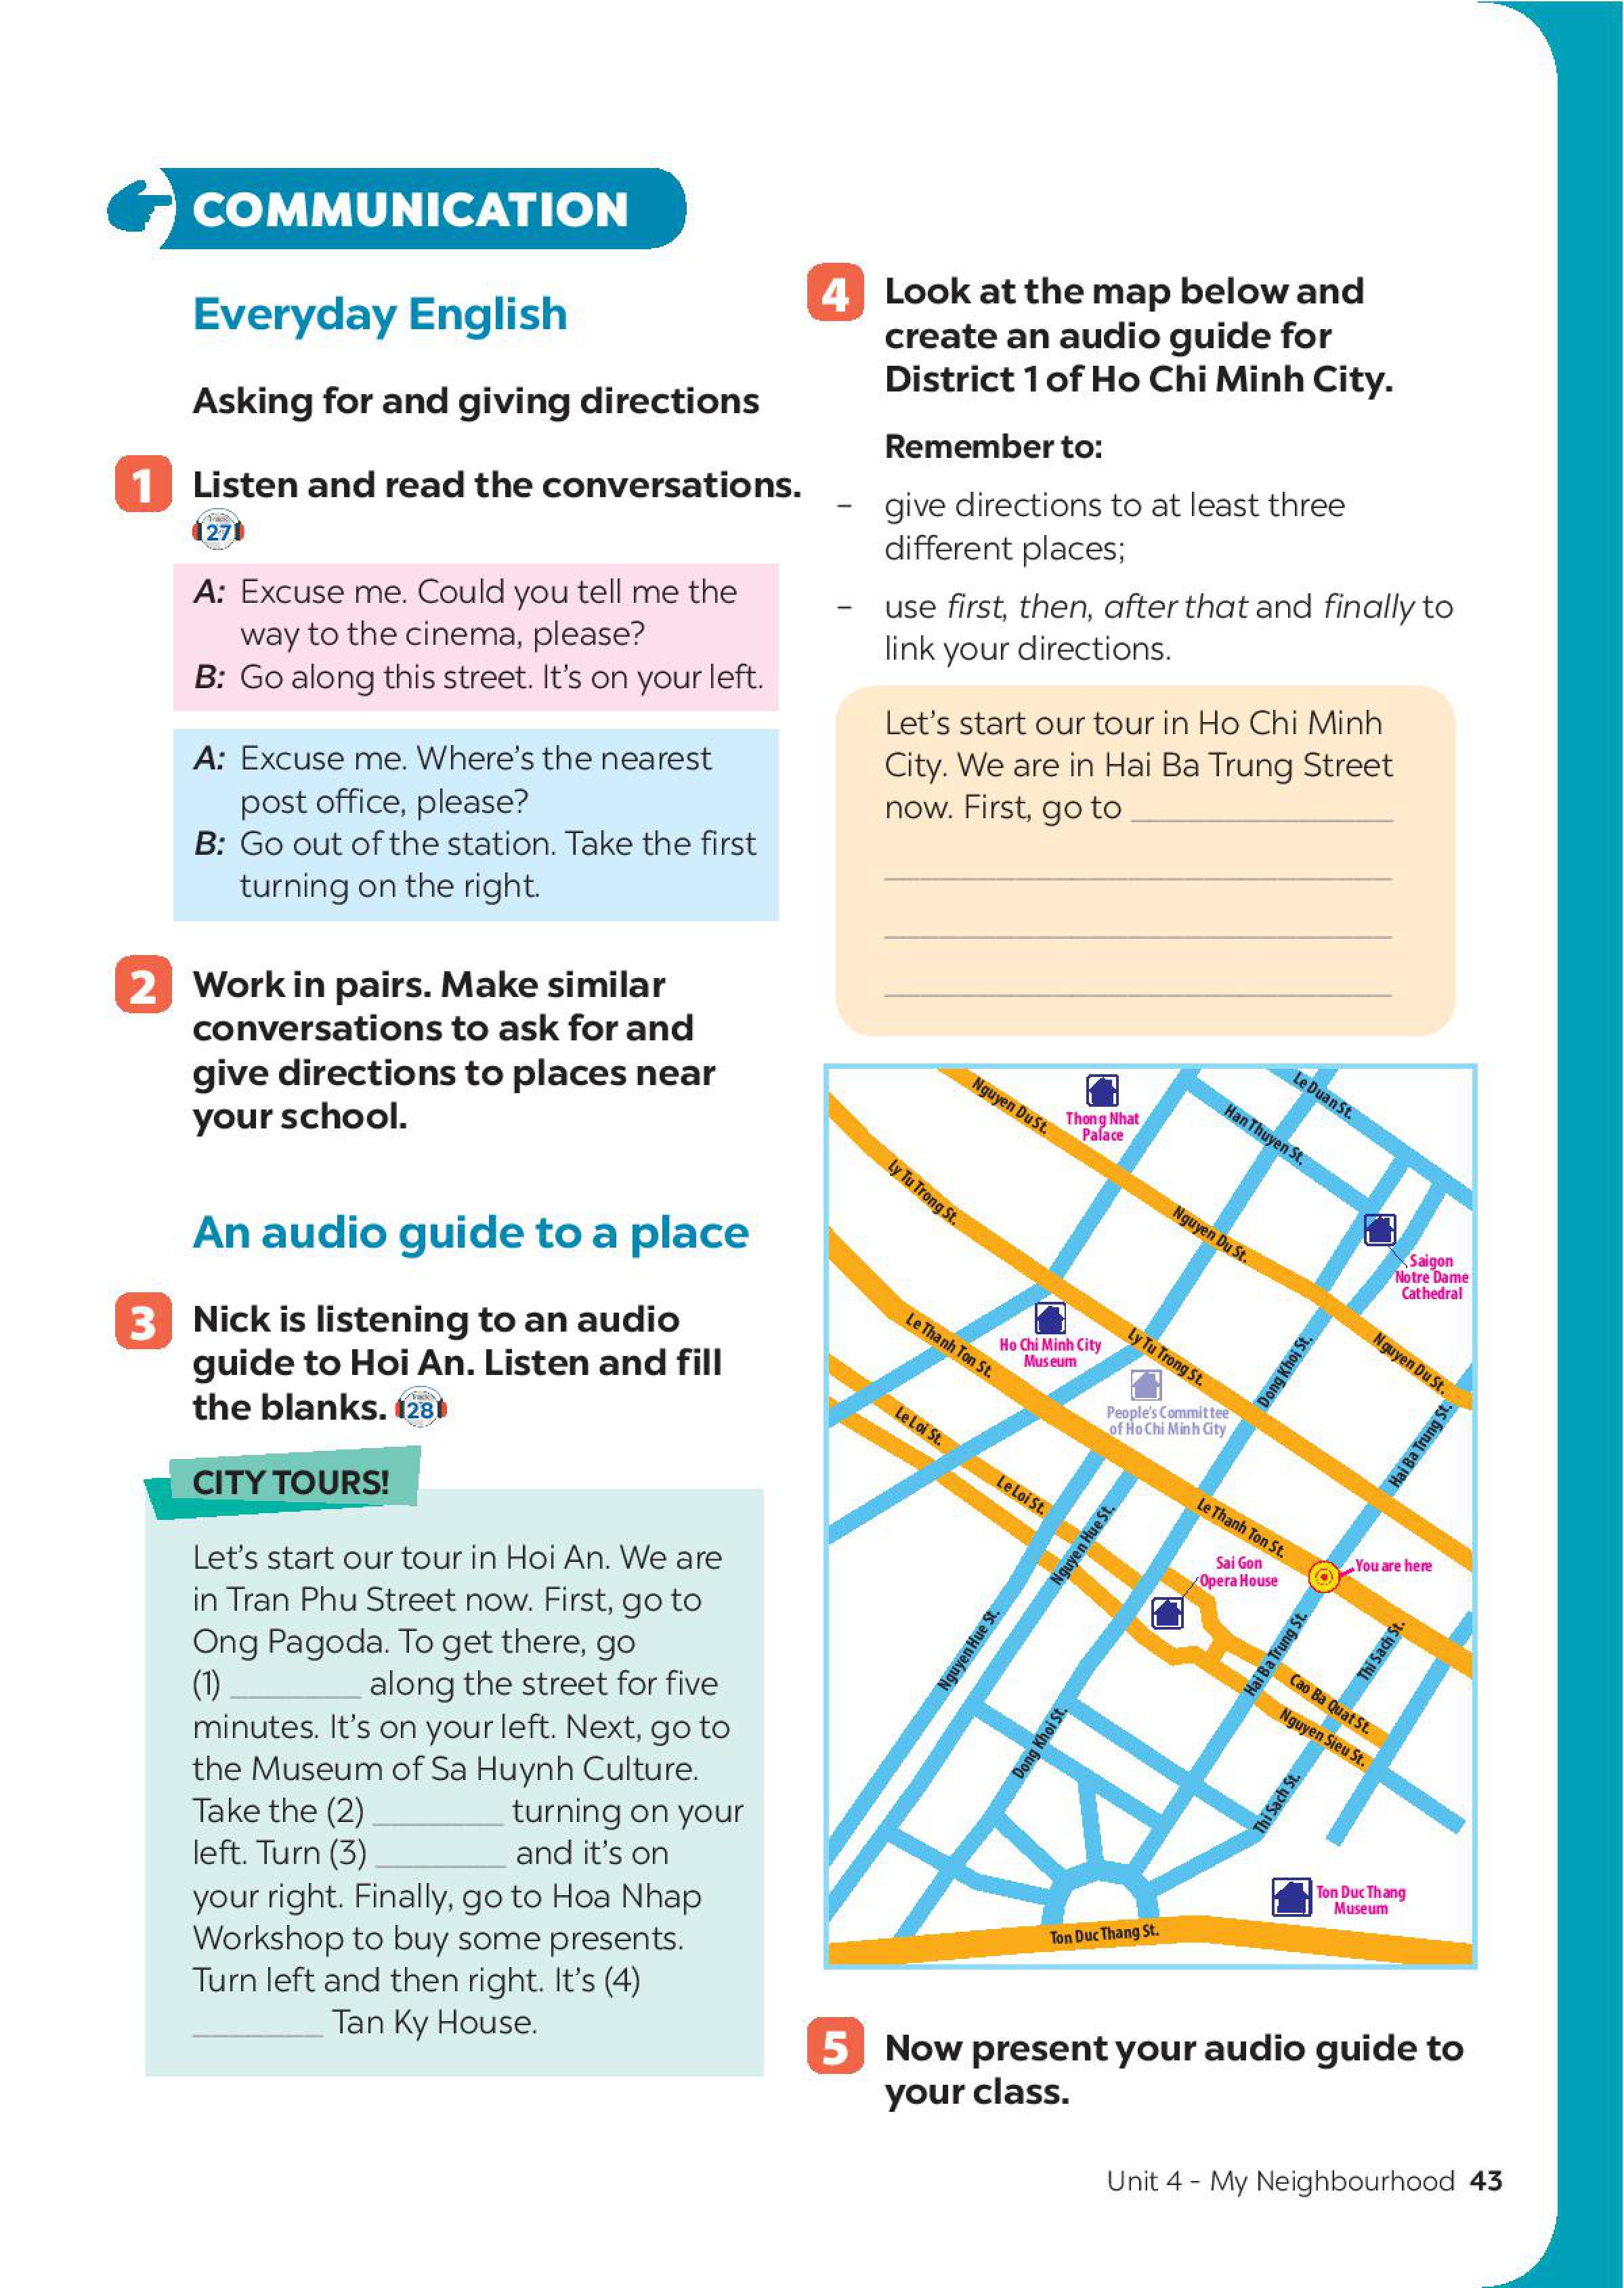 COMMUNICATION
Everyday English
Asking for and giving directions
1 Listen and read the conversations.
Track
27
A: Excuse me. Could you tell me the
way to the cinema, please?
B: Go along this street. It's on your left.
A: Excuse me. Where's the nearest
post office, please?
B: Go out of the station. Take the first
turning on the right.
2 Work in pairs. Make similar
conversations to ask for and
give directions to places near
your school.
An audio guide to a place
3 Nick is listening to an audio
guide to Hoi An. Listen and fill
the blanks.
Track
28
CITY TOURS!
Let's start our tour in Hoi An. We are
in Tran Phu Street now. First, go to
Ong Pagoda. To get there, go
(1) ________ along the street for five
minutes. It's on your left. Next, go to
the Museum of Sa Huynh Culture.
Take the (2) ________ turning on your
left. Turn (3) ________ and it's on
your right. Finally, go to Hoa Nhap
Workshop to buy some presents.
Turn left and then right. It's (4)
________ Tan Ky House.
4 Look at the map below and
create an audio guide for
District 1 of Ho Chi Minh City.
Remember to:
– give directions to at least three
different places;
– use first, then, after that and finally to
link your directions.
Let's start our tour in Ho Chi Minh
City. We are in Hai Ba Trung Street
now. First, go to ________________
Nguyen Du St.
Thong Nhat
Palace
Le Duan St.
Han Thuyen St.
Ly Tu Trong St.
Nguyen Du St.
Saigon
Notre Dame
Cathedral
Le Thanh Ton St.
Ho Chi Minh City
Museum
Ly Tu Trong St.
Dong Khoi St.
Nguyen Du St.
People's Committee
of Ho Chi Minh City
Le Loi St.
Hai Ba Trung St.
Le Loi St.
Nguyen Hue St.
Le Thanh Ton St.
Sai Gon
Opera House
You are here
Nguyen Hue St.
Hai Ba Trung St.
Thi Sach St.
Cao Ba Quat St.
Nguyen Sieu St.
Dong Khoi St.
Thi Sach St.
Ton Duc Thang
Museum
Ton Duc Thang St.
5 Now present your audio guide to
your class.
Unit 4 - My Neighbourhood 43